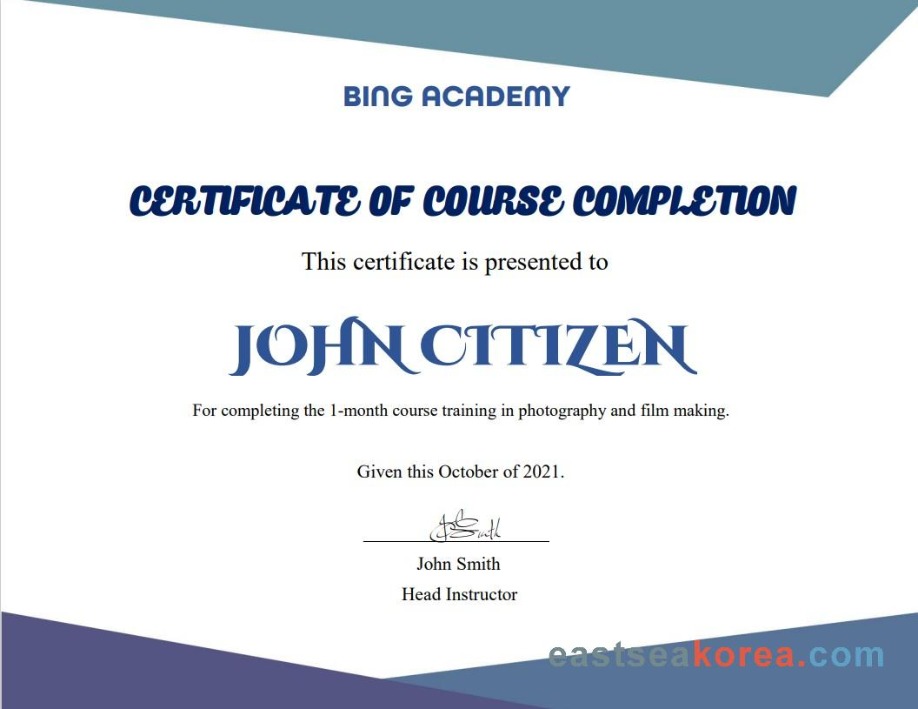 BING ACADEMY
CERTIFICATE OF COURSE COMPLETION
This certificate is presented to
JOHN CITIZEN
For completing the 1-month course training in photography and film making.
Given this October of 2021.
J Smith
John Smith
Head Instructor
eastseakorea.com